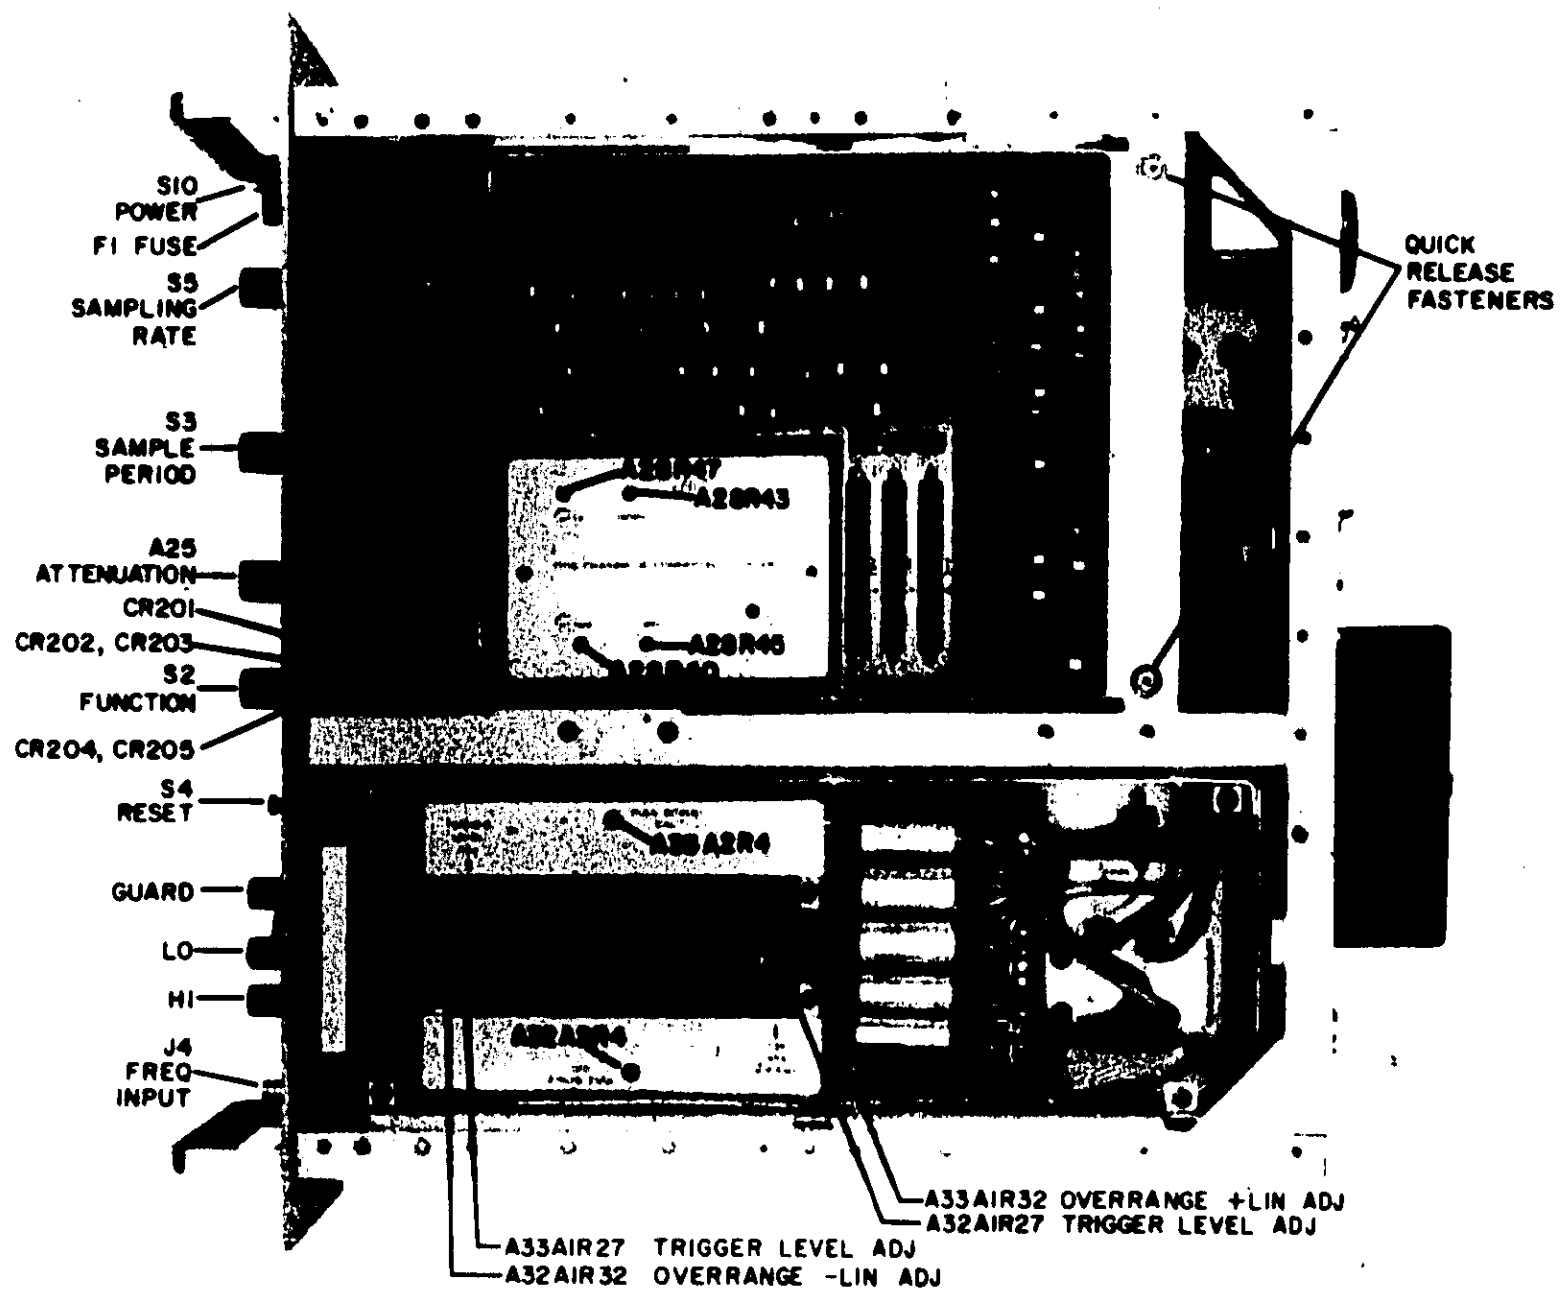 S10
POWER
F1 FUSE
S5
SAMPLING
RATE
S3
SAMPLE
PERIOD
A25
ATTENUATION
CR201
CR202, CR203
S2
FUNCTION
CR204, CR205
S4
RESET
GUARD
LO
HI
J4
FREQ
INPUT
QUICK
RELEASE
FASTENERS
A28R43
A33A1R32 OVERRANGE +LIN ADJ
A32A1R27 TRIGGER LEVEL ADJ
A33A1R27 TRIGGER LEVEL ADJ
A32A1R32 OVERRANGE -LIN ADJ